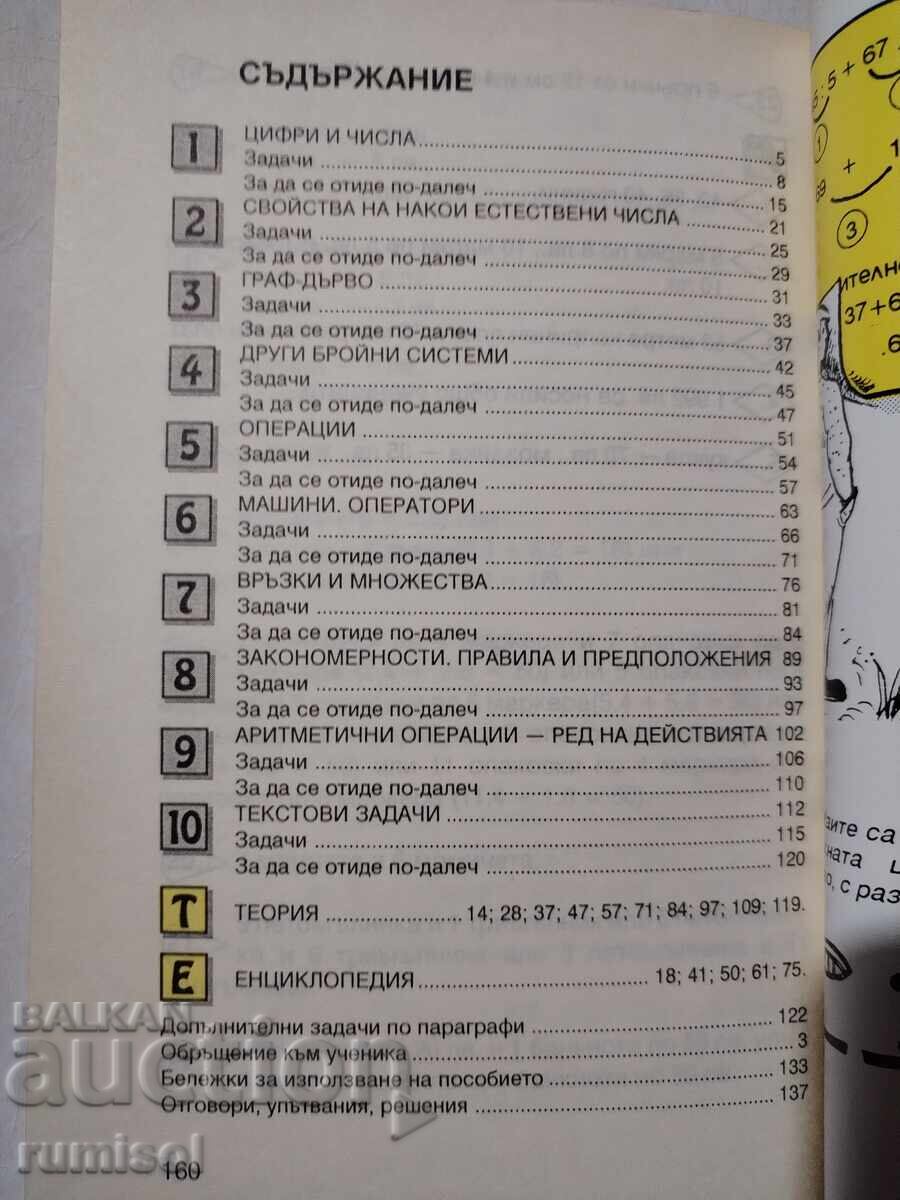 СЪДЪРЖАНИЕ
1 ЦИФРИ И ЧИСЛА ........ 5
Задачи ........ 8
За да се отиде по-далеч ........ 15
2 СВОЙСТВА НА НАКОИ ЕСТЕСТВЕНИ ЧИСЛА ........ 21
Задачи ........ 25
За да се отиде по-далеч ........ 29
3 ГРАФ-ДЪРВО ........ 31
Задачи ........ 33
За да се отиде по-далеч ........ 37
4 ДРУГИ БРОЙНИ СИСТЕМИ ........ 42
Задачи ........ 45
За да се отиде по-далеч ........ 47
5 ОПЕРАЦИИ ........ 51
Задачи ........ 54
За да се отиде по-далеч ........ 57
6 МАШИНИ. ОПЕРАТОРИ ........ 63
Задачи ........ 66
За да се отиде по-далеч ........ 71
7 ВРЪЗКИ И МНОЖЕСТВА ........ 76
Задачи ........ 81
За да се отиде по-далеч ........ 84
8 ЗАКОНОМЕРНОСТИ. ПРАВИЛА И ПРЕДПОЛОЖЕНИЯ 89
Задачи ........ 93
За да се отиде по-далеч ........ 97
9 АРИТМЕТИЧНИ ОПЕРАЦИИ — РЕД НА ДЕЙСТВИЯТА 102
Задачи ........ 106
За да се отиде по-далеч ........ 110
10 ТЕКСТОВИ ЗАДАЧИ ........ 112
Задачи ........ 115
За да се отиде по-далеч ........ 120
Т ТЕОРИЯ ........ 14; 28; 37; 47; 57; 71; 84; 97; 109; 119.
Е ЕНЦИКЛОПЕДИЯ ........ 18; 41; 50; 61; 75.
Допълнителни задачи по параграфи ........ 122
Обръщение към ученика ........ 3
Бележки за използване на пособието ........ 133
Отговори, упътвания, решения ........ 137
160
BALKAN
auction
rumisol
:5 + 67
1
+ 1
3
37+6
.6
са
ната
с раз